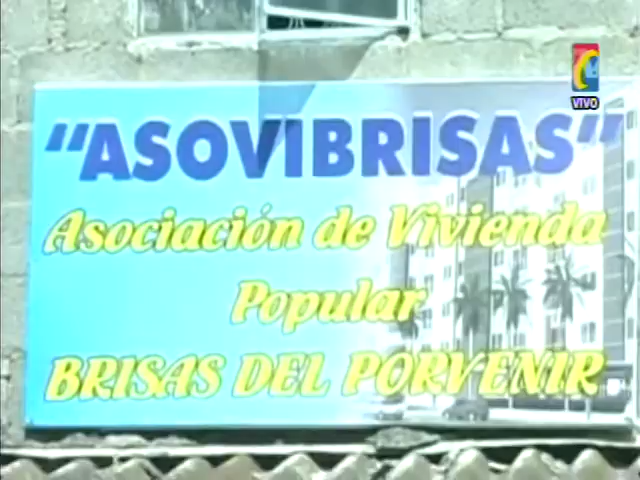 VIVO
"ASOVIBRISAS"
Asociación de Vivienda
Popular
BRISAS DEL PORVENIR